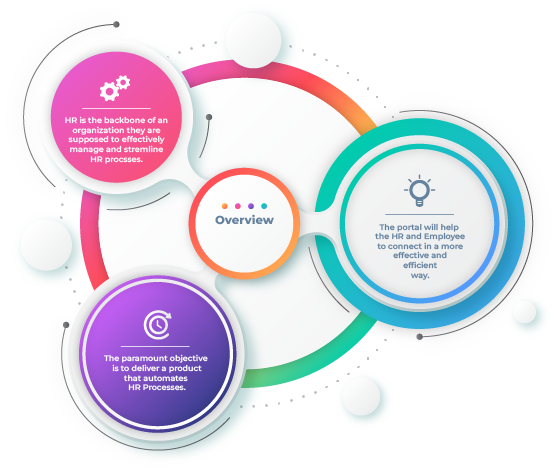 HR is the backbone of an
organization they are
supposed to effectively
manage and stremline
HR procsses.
Overview
The portal will help
the HR and Employee
to connect in a more
effective and
efficient
way.
The paramount objective
is to deliver a product
that automates
HR Processes.